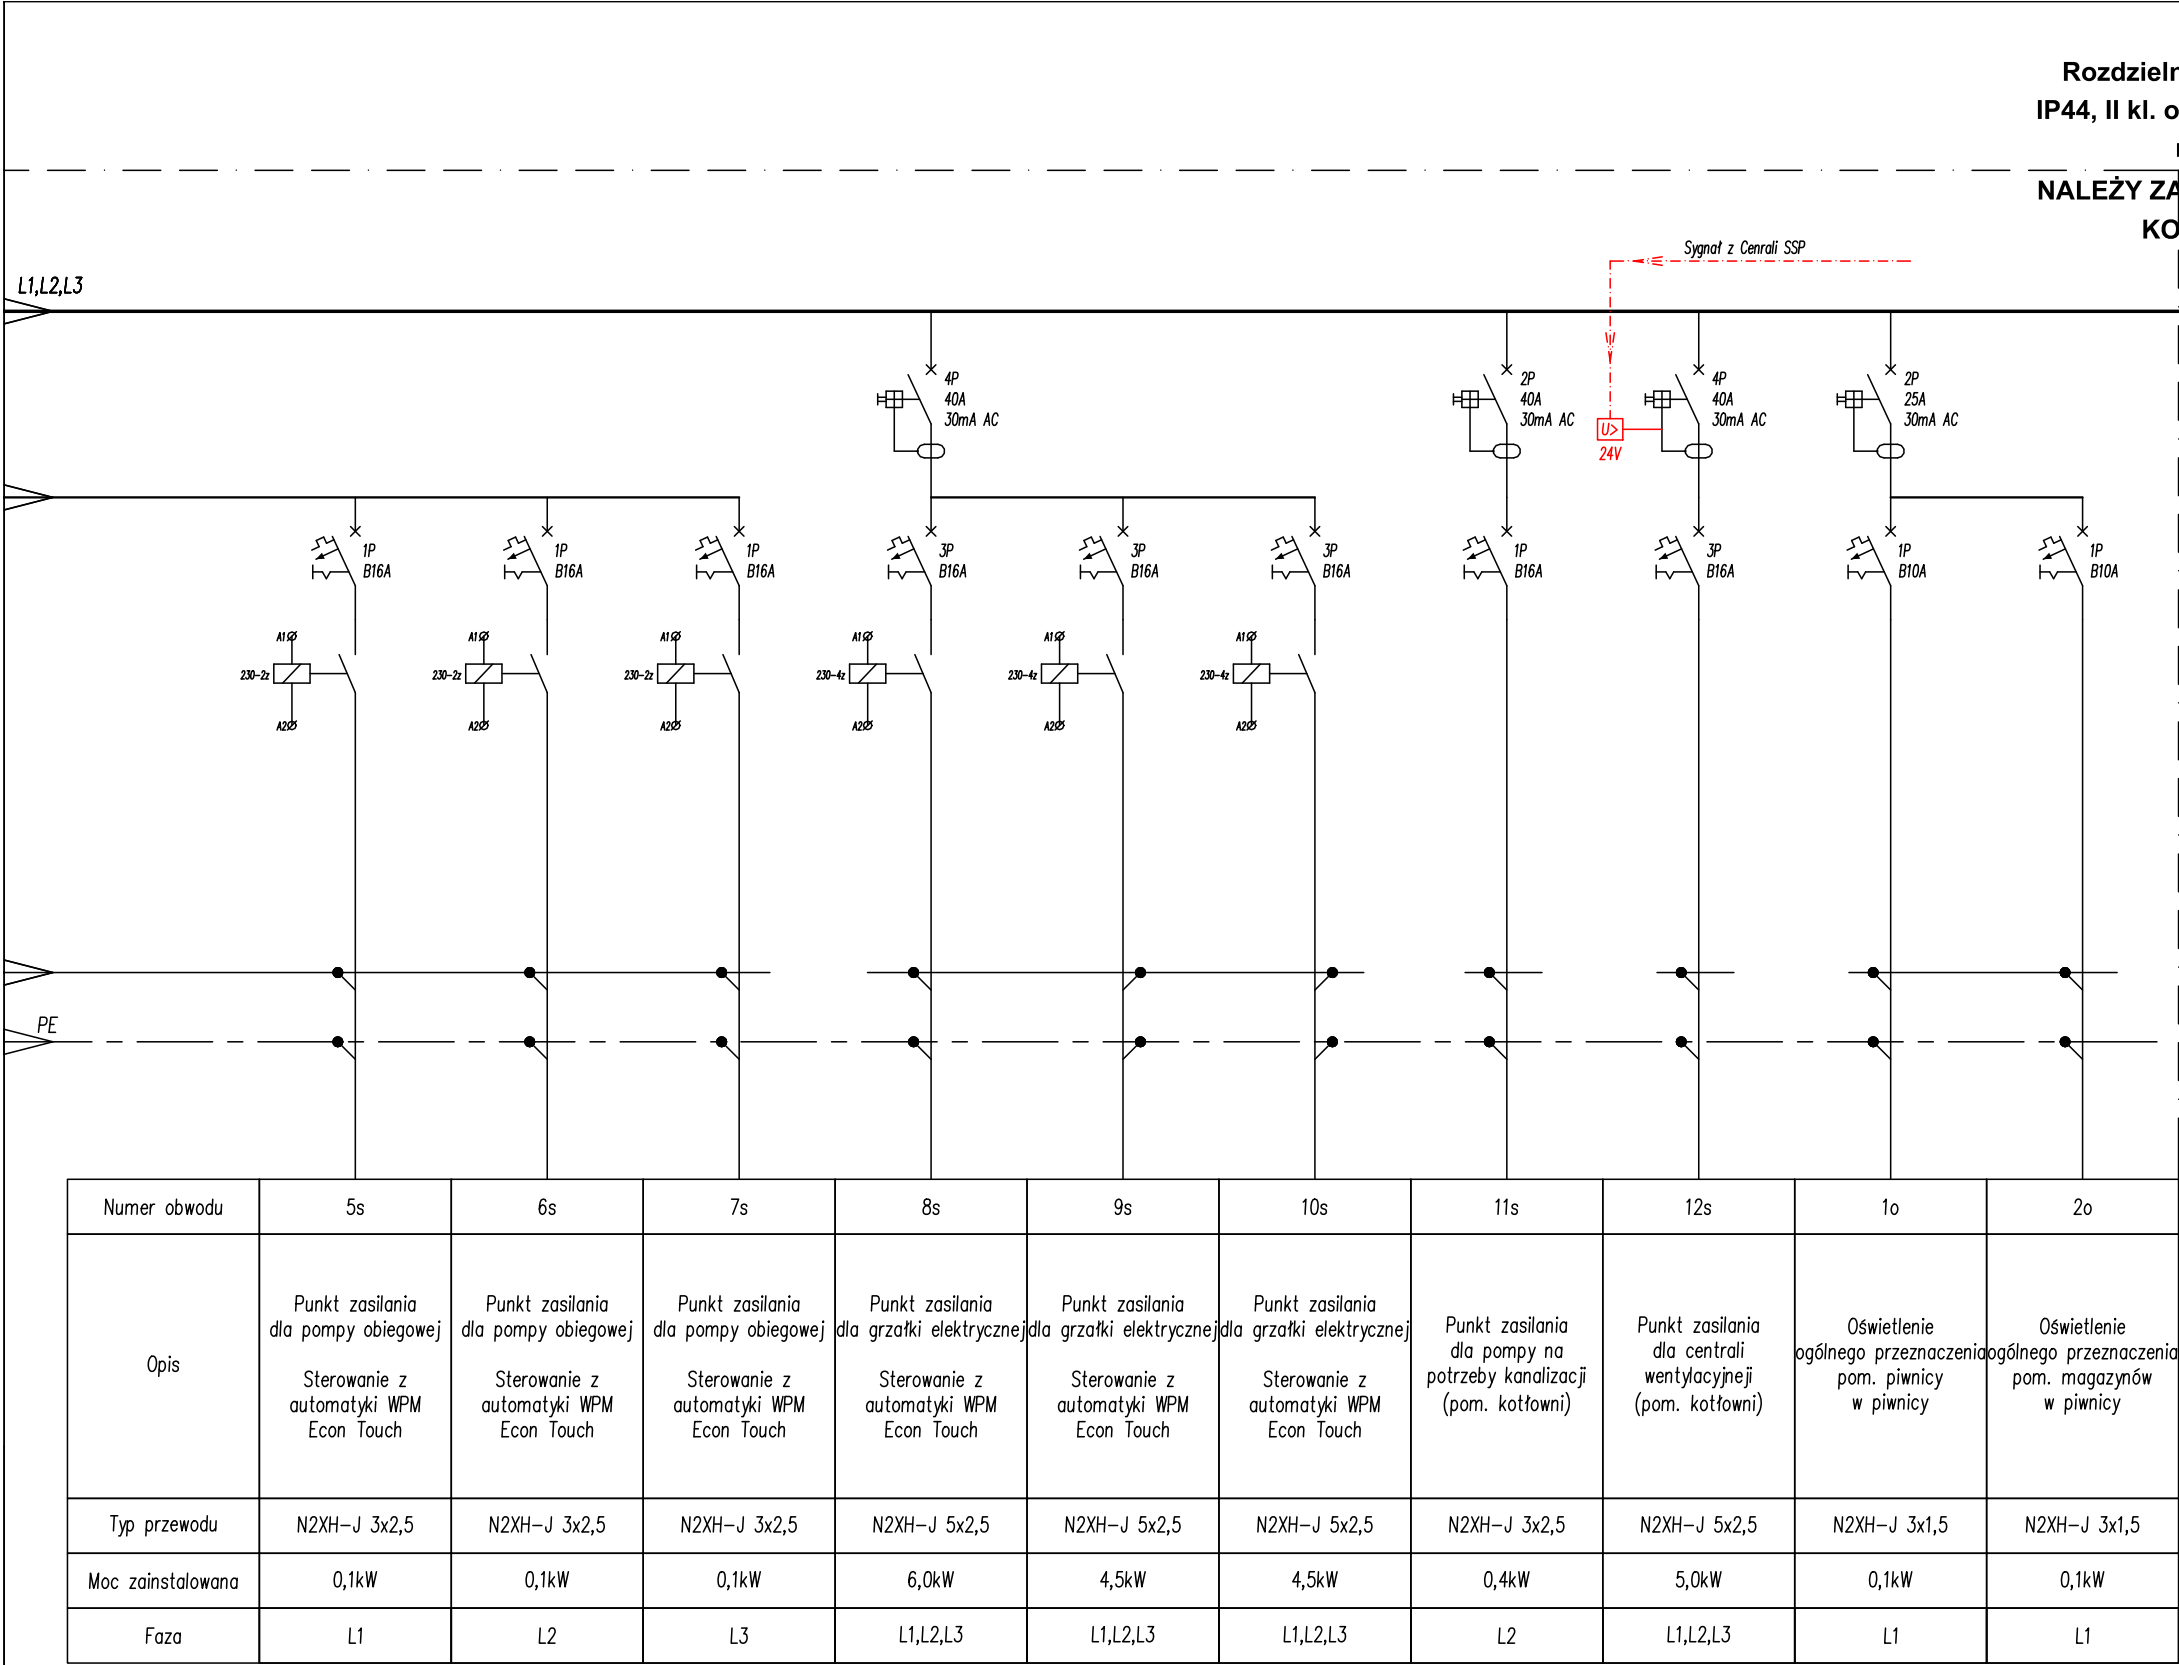 Rozdzieln
IP44, II kl. o
NALEŻY ZA
KO
Sygnał z Cenrali SSP
L1,L2,L3
4P
40A
30mA AC
2P
40A
30mA AC
U>
24V
4P
40A
30mA AC
2P
25A
30mA AC
1P
B16A
1P
B16A
1P
B16A
3P
B16A
3P
B16A
3P
B16A
1P
B16A
3P
B16A
1P
B10A
1P
B10A
A1
230-2z
A2
A1
230-2z
A2
A1
230-2z
A2
A1
230-4z
A2
A1
230-4z
A2
A1
230-4z
A2
PE
Numer obwodu 5s 6s 7s 8s 9s 10s 11s 12s 1o 2o
Opis
Punkt zasilania
dla pompy obiegowej
Sterowanie z
automatyki WPM
Econ Touch
Punkt zasilania
dla pompy obiegowej
Sterowanie z
automatyki WPM
Econ Touch
Punkt zasilania
dla pompy obiegowej
Sterowanie z
automatyki WPM
Econ Touch
Punkt zasilania
dla grzałki elektrycznej
Sterowanie z
automatyki WPM
Econ Touch
Punkt zasilania
dla grzałki elektrycznej
Sterowanie z
automatyki WPM
Econ Touch
Punkt zasilania
dla grzałki elektrycznej
Sterowanie z
automatyki WPM
Econ Touch
Punkt zasilania
dla pompy na
potrzeby kanalizacji
(pom. kotłowni)
Punkt zasilania
dla centrali
wentylacyjneji
(pom. kotłowni)
Oświetlenie
ogólnego przeznaczenia
pom. piwnicy
w piwnicy
Oświetlenie
ogólnego przeznaczenia
pom. magazynów
w piwnicy
Typ przewodu N2XH-J 3x2,5 N2XH-J 3x2,5 N2XH-J 3x2,5 N2XH-J 5x2,5 N2XH-J 5x2,5 N2XH-J 5x2,5 N2XH-J 3x2,5 N2XH-J 5x2,5 N2XH-J 3x1,5 N2XH-J 3x1,5
Moc zainstalowana 0,1kW 0,1kW 0,1kW 6,0kW 4,5kW 4,5kW 0,4kW 5,0kW 0,1kW 0,1kW
Faza L1 L2 L3 L1,L2,L3 L1,L2,L3 L1,L2,L3 L2 L1,L2,L3 L1 L1